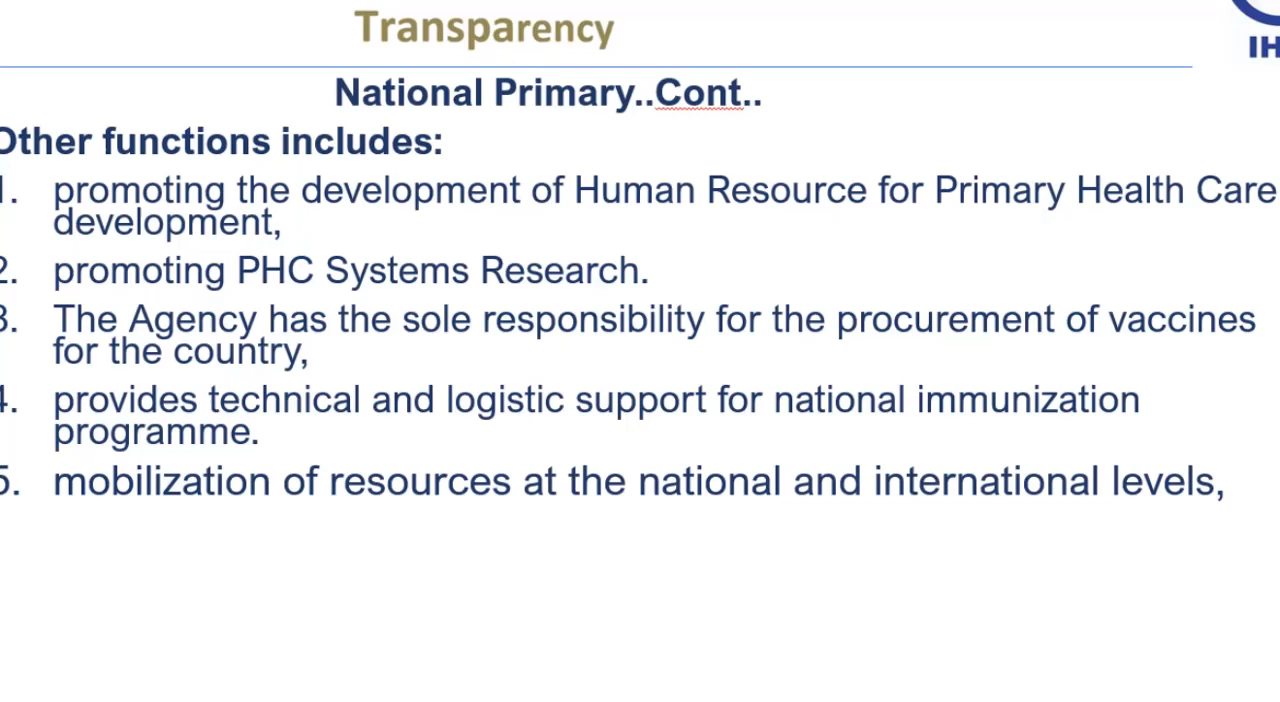 Transparency
IH
National Primary..Cont..
Other functions includes:
1. promoting the development of Human Resource for Primary Health Care
development,
2. promoting PHC Systems Research.
3. The Agency has the sole responsibility for the procurement of vaccines
for the country,
4. provides technical and logistic support for national immunization
programme.
5. mobilization of resources at the national and international levels,